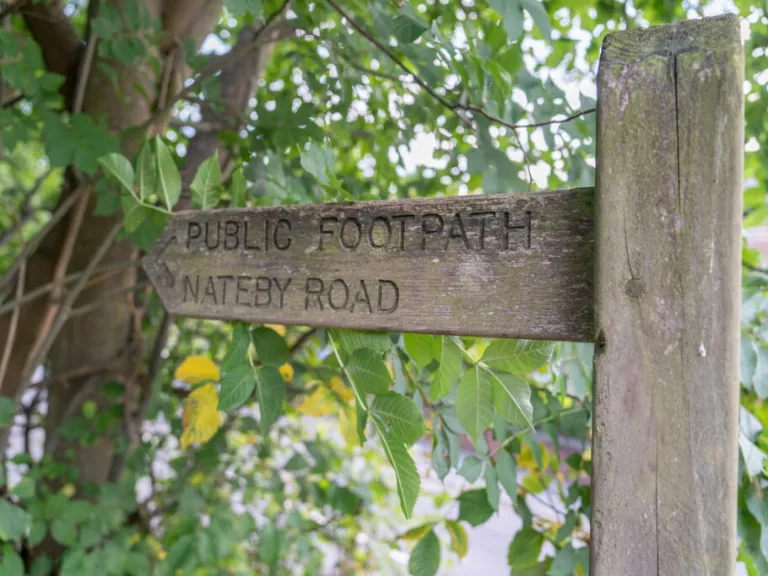 PUBLIC FOOTPATH
NATEBY ROAD